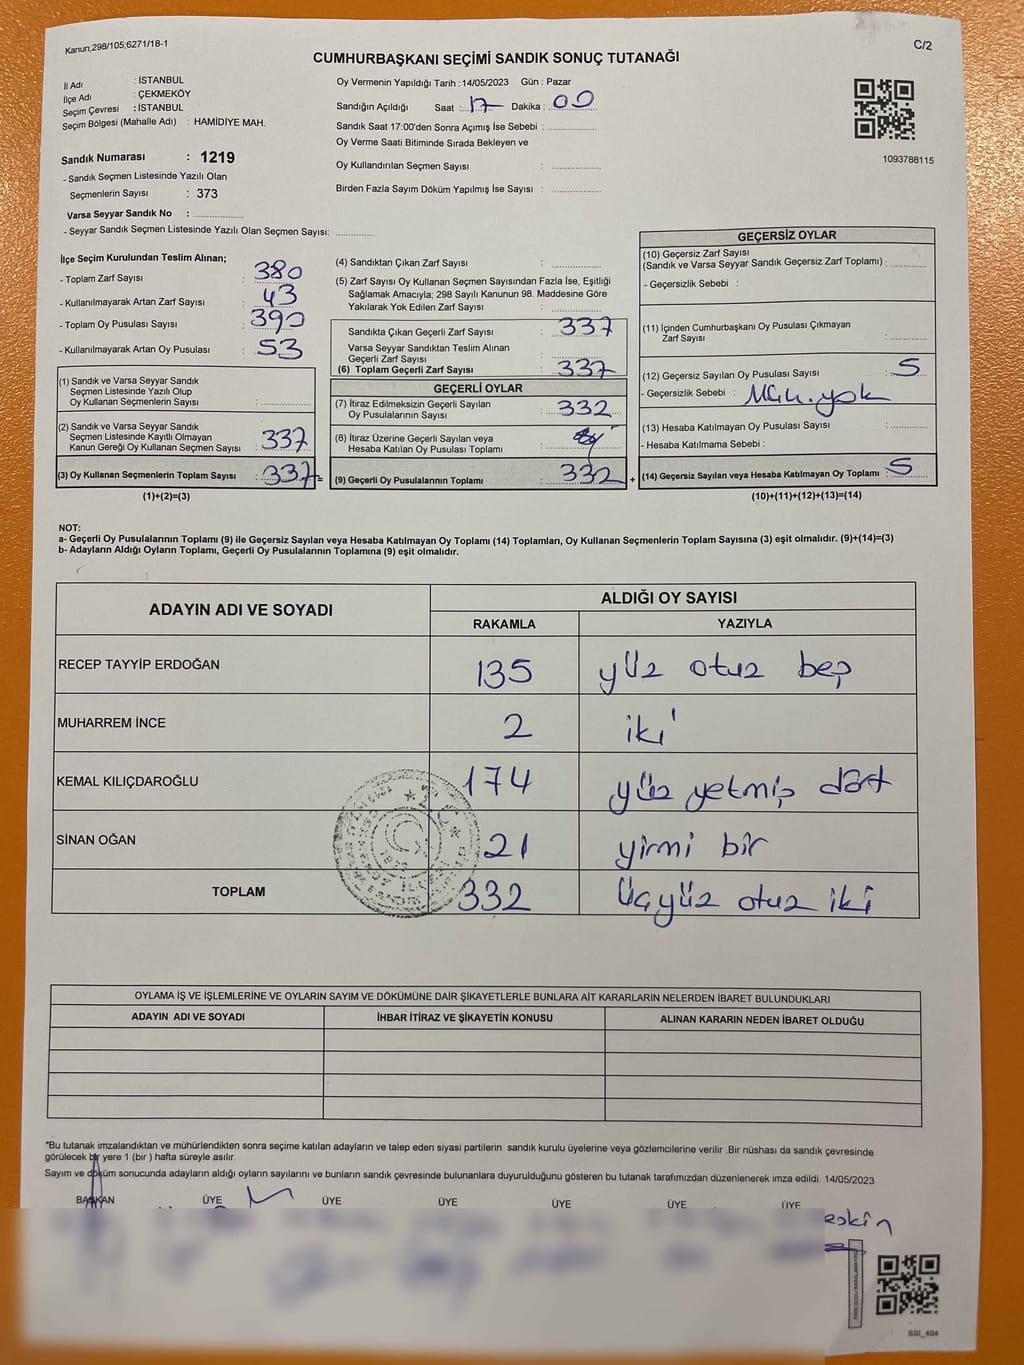 Kanun;298/105;6271/18-1
C/2
CUMHURBAŞKANI SEÇİMİ SANDIK SONUÇ TUTANAĞI
İl Adı : İSTANBUL
İlçe Adı : ÇEKMEKÖY
Seçim Çevresi : İSTANBUL
Seçim Bölgesi (Mahalle Adı) : HAMİDİYE MAH.
Sandık Numarası : 1219
- Sandık Seçmen Listesinde Yazılı Olan
Seçmenlerin Sayısı : 373
Varsa Seyyar Sandık No :
- Seyyar Sandık Seçmen Listesinde Yazılı Olan Seçmen Sayısı:
Oy Vermenin Yapıldığı Tarih : 14/05/2023 Gün : Pazar
Sandığın Açıldığı Saat : 17 Dakika : 00
Sandık Saat 17:00'den Sonra Açımış İse Sebebi :
Oy Verme Saati Bitiminde Sırada Bekleyen ve
Oy Kullandırılan Seçmen Sayısı :
Birden Fazla Sayım Döküm Yapılmış İse Sayısı :
1093788115
İlçe Seçim Kurulundan Teslim Alınan;
- Toplam Zarf Sayısı : 380
- Kullanılmayarak Artan Zarf Sayısı : 43
- Toplam Oy Pusulası Sayısı : 390
- Kullanılmayarak Artan Oy Pusulası : 53
(1) Sandık ve Varsa Seyyar Sandık
Seçmen Listesinde Yazılı Olup
Oy Kullanan Seçmenlerin Sayısı :
(2) Sandık ve Varsa Seyyar Sandık
Seçmen Listesinde Kayıtlı Olmayan
Kanun Gereği Oy Kullanan Seçmen Sayısı : 337
(3) Oy Kullanan Seçmenlerin Toplam Sayısı : 337 =
(1)+(2)=(3)
(4) Sandıktan Çıkan Zarf Sayısı :
(5) Zarf Sayısı Oy Kullanan Seçmen Sayısından Fazla İse, Eşitliği
Sağlamak Amacıyla; 298 Sayılı Kanunun 98. Maddesine Göre
Yakılarak Yok Edilen Zarf Sayısı :
Sandıkta Çıkan Geçerli Zarf Sayısı : 337
Varsa Seyyar Sandıktan Teslim Alınan
Geçerli Zarf Sayısı :
(6) Toplam Geçerli Zarf Sayısı : 337
GEÇERLİ OYLAR
(7) İtiraz Edilmeksizin Geçerli Sayılan
Oy Pusulalarının Sayısı : 332
(8) İtiraz Üzerine Geçerli Sayılan veya
Hesaba Katılan Oy Pusulası Toplamı :
(9) Geçerli Oy Pusulalarının Toplamı : 332 +
GEÇERSİZ OYLAR
(10) Geçersiz Zarf Sayısı
(Sandık ve Varsa Seyyar Sandık Geçersiz Zarf Toplamı) :
- Geçersizlik Sebebi :
(11) İçinden Cumhurbaşkanı Oy Pusulası Çıkmayan
Zarf Sayısı :
(12) Geçersiz Sayılan Oy Pusulası Sayısı : 5
- Geçersizlik Sebebi : Müh. yok
(13) Hesaba Katılmayan Oy Pusulası Sayısı :
- Hesaba Katılmama Sebebi :
(14) Geçersiz Sayılan veya Hesaba Katılmayan Oy Toplamı : 5
(10)+(11)+(12)+(13)=(14)
NOT:
a- Geçerli Oy Pusulalarının Toplamı (9) ile Geçersiz Sayılan veya Hesaba Katılmayan Oy Toplamı (14) Toplamları, Oy Kullanan Seçmenlerin Toplam Sayısına (3) eşit olmalıdır. (9)+(14)=(3)
b- Adayların Aldığı Oyların Toplamı, Geçerli Oy Pusulalarının Toplamına (9) eşit olmalıdır.
ADAYIN ADI VE SOYADI
ALDIĞI OY SAYISI
RAKAMLA YAZIYLA
RECEP TAYYİP ERDOĞAN 135 yüz otuz beş
MUHARREM İNCE 2 iki
KEMAL KILIÇDAROĞLU 174 yüz yetmiş dört
SİNAN OĞAN 21 yirmi bir
TOPLAM 332 üçyüz otuz iki
OYLAMA İŞ VE İŞLEMLERİNE VE OYLARIN SAYIM VE DÖKÜMÜNE DAİR ŞİKAYETLERLE BUNLARA AİT KARARLARIN NELERDEN İBARET BULUNDUKLARI
ADAYIN ADI VE SOYADI İHBAR İTİRAZ VE ŞİKAYETİN KONUSU ALINAN KARARIN NEDEN İBARET OLDUĞU
*Bu tutanak imzalandıktan ve mühürlendikten sonra seçime katılan adayların ve talep eden siyasi partilerin sandık kurulu üyelerine veya gözlemcilerine verilir .Bir nüshası da sandık çevresinde
görülecek bir yere 1 (bir ) hafta süreyle asılır.
Sayım ve döküm sonucunda adayların aldığı oyların sayılarını ve bunların sandık çevresinde bulunanlara duyurulduğunu gösteren bu tutanak tarafımızdan düzenlenerek imza edildi. 14/05/2023
BAŞKAN ÜYE ÜYE ÜYE ÜYE ÜYE ÜYE
eskin
SSI_404